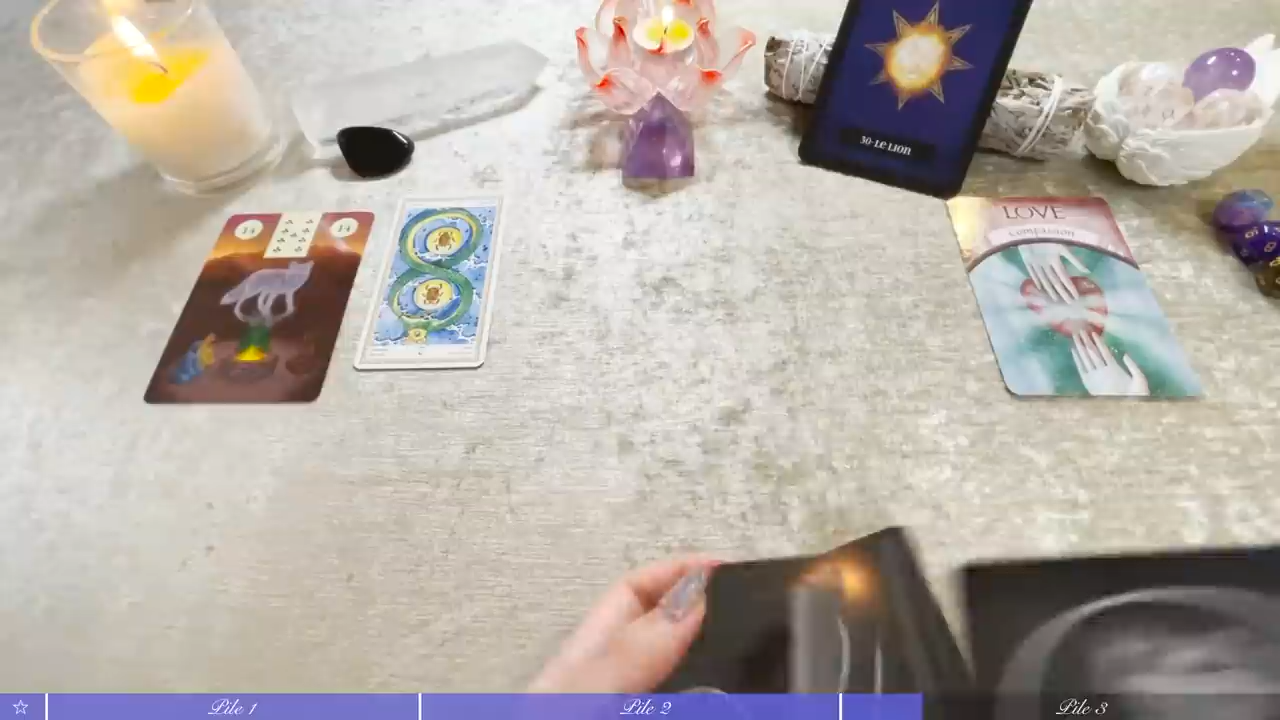 30-Le LION
14
14
LOVE
compassion
☆ Pile 1 Pile 2 Pile 3